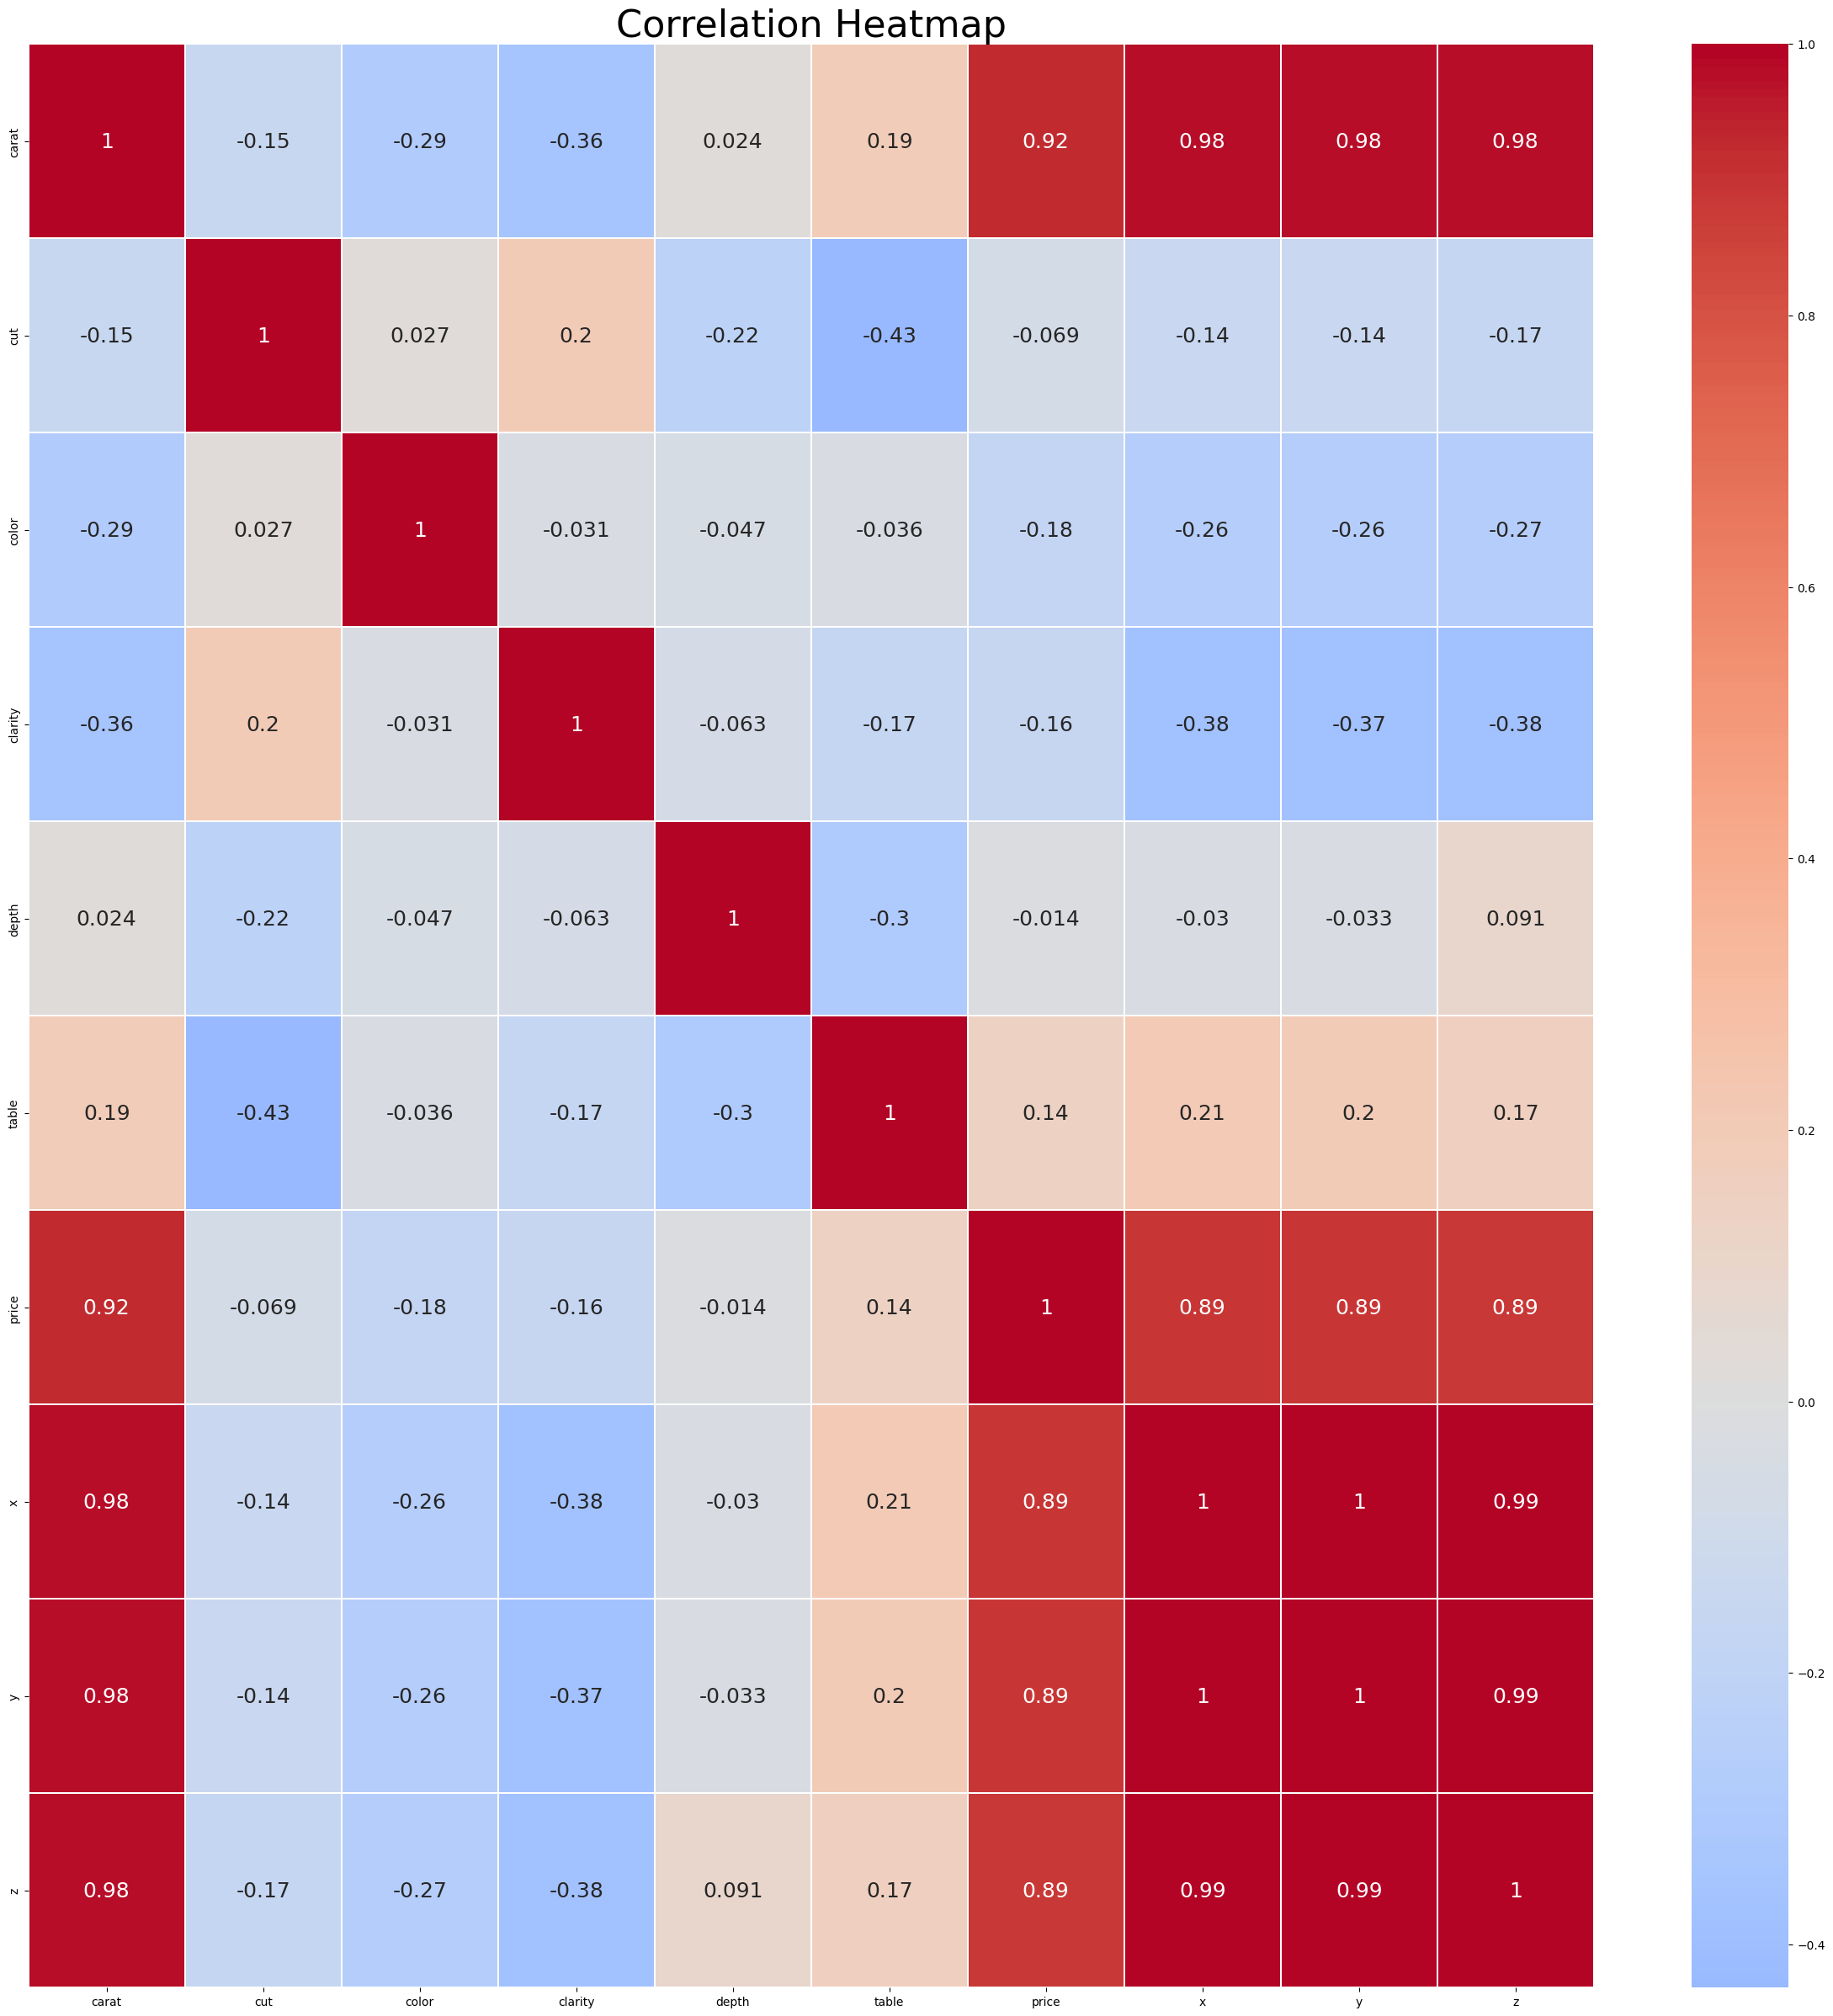 Correlation Heatmap
1.0
carat 1 -0.15 -0.29 -0.36 0.024 0.19 0.92 0.98 0.98 0.98
0.8
cut -0.15 1 0.027 0.2 -0.22 -0.43 -0.069 -0.14 -0.14 -0.17
color -0.29 0.027 1 -0.031 -0.047 -0.036 -0.18 -0.26 -0.26 -0.27
0.6
clarity -0.36 0.2 -0.031 1 -0.063 -0.17 -0.16 -0.38 -0.37 -0.38
0.4
depth 0.024 -0.22 -0.047 -0.063 1 -0.3 -0.014 -0.03 -0.033 0.091
table 0.19 -0.43 -0.036 -0.17 -0.3 1 0.14 0.21 0.2 0.17
0.2
price 0.92 -0.069 -0.18 -0.16 -0.014 0.14 1 0.89 0.89 0.89
0.0
x 0.98 -0.14 -0.26 -0.38 -0.03 0.21 0.89 1 1 0.99
−0.2
y 0.98 -0.14 -0.26 -0.37 -0.033 0.2 0.89 1 1 0.99
z 0.98 -0.17 -0.27 -0.38 0.091 0.17 0.89 0.99 0.99 1
−0.4
carat cut color clarity depth table price x y z